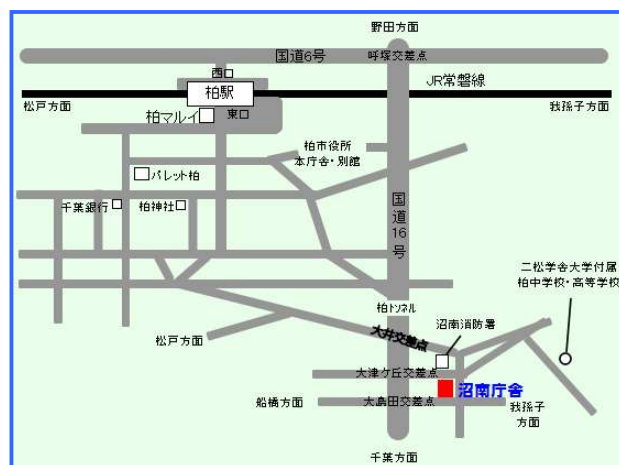 野田方面
国道6号
呼塚交差点
西口
柏駅
JR常磐線
松戸方面
我孫子方面
柏マルイ
東口
柏市役所
本庁舎・別館
パレット柏
千葉銀行
柏神社
国道16号
二松学舎大学付属
柏中学校・高等学校
柏トンネル
大井交差点
沼南消防署
松戸方面
大津ケ丘交差点
沼南庁舎
船橋方面
大島田交差点
我孫子
方面
千葉方面